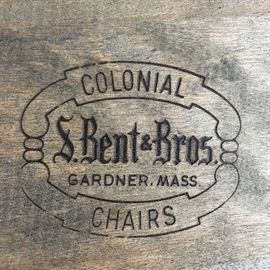 COLONIAL
S. Bent & Bros.
GARDNER, MASS.
CHAIRS